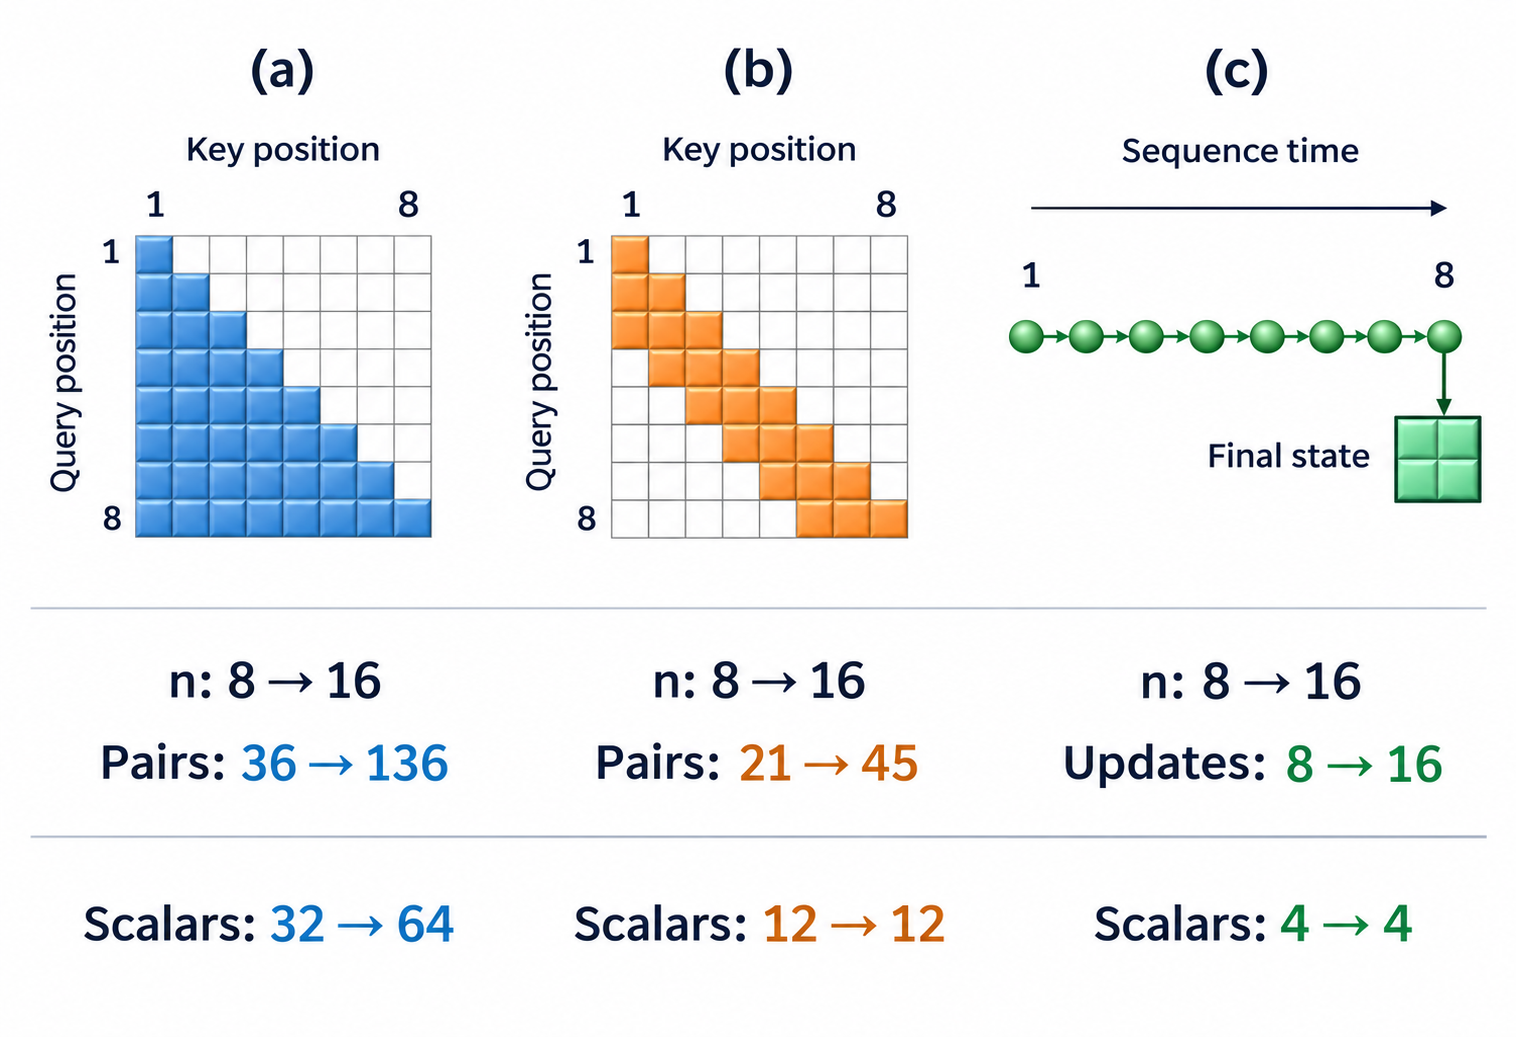 (a)
Key position
1 8
1
Query position
8
(b)
Key position
1 8
1
Query position
8
(c)
Sequence time
1 8
Final state
n: 8 → 16
Pairs: 36 → 136
n: 8 → 16
Pairs: 21 → 45
n: 8 → 16
Updates: 8 → 16
Scalars: 32 → 64
Scalars: 12 → 12
Scalars: 4 → 4